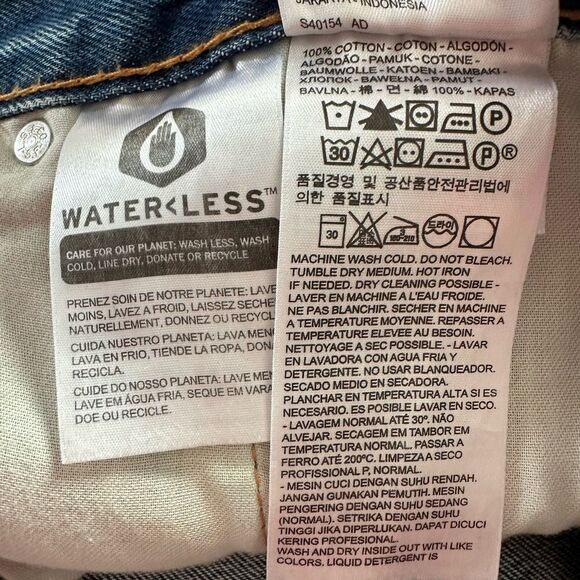 JAKARTA - INDONESIA
S40154 AD
100% COTTON - COTON - ALGODÓN -
ALGODÃO - PAMUK - COTONE -
BAUMWOLLE - KATOEN - BAMBAKI -
ХЛОПОК - BAWEŁNA - PAMUT -
BAVLNA - 棉 - 면 - 綿 100% - KAPAS
P
30 P®
품질경영 및 공산품안전관리법에
의한 품질표시
30 3 180-210 드라이
MACHINE WASH COLD. DO NOT BLEACH.
TUMBLE DRY MEDIUM. HOT IRON
IF NEEDED. DRY CLEANING POSSIBLE -
LAVER EN MACHINE A L'EAU FROIDE.
NE PAS BLANCHIR. SECHER EN MACHINE
A TEMPERATURE MOYENNE. REPASSER A
TEMPERATURE ELEVEE AU BESOIN.
NETTOYAGE A SEC POSSIBLE. - LAVAR
EN LAVADORA CON AGUA FRIA Y
DETERGENTE. NO USAR BLANQUEADOR.
SECADO MEDIO EN SECADORA.
PLANCHAR EN TEMPERATURA ALTA SI ES
NECESARIO. ES POSIBLE LAVAR EN SECO.
- LAVAGEM NORMAL ATÉ 30º. NÃO
ALVEJAR. SECAGEM EM TAMBOR EM
TEMPERATURA NORMAL. PASSAR A
FERRO ATÉ 200ºC. LIMPEZA A SECO
PROFISSIONAL P, NORMAL.
- MESIN CUCI DENGAN SUHU RENDAH.
JANGAN GUNAKAN PEMUTIH. MESIN
PENGERING DENGAN SUHU SEDANG
(NORMAL). SETRIKA DENGAN SUHU
TINGGI JIKA DIPERLUKAN. DAPAT DICUCI
KERING PROFESIONAL.
WASH AND DRY INSIDE OUT WITH LIKE
COLORS. LIQUID DETERGENT IS
WATER<LESS™
CARE FOR OUR PLANET: WASH LESS, WASH
COLD, LINE DRY, DONATE OR RECYCLE
PRENEZ SOIN DE NOTRE PLANETE: LAVE
MOINS, LAVEZ A FROID, LAISSEZ SECHE
NATURELLEMENT, DONNEZ OU RECYCL
CUIDA NUESTRO PLANETA: LAVA MEN
LAVA EN FRIO, TIENDE LA ROPA, DON
RECICLA.
CUIDE DO NOSSO PLANETA: LAVE MEN
LAVE EM ÁGUA FRIA, SEQUE EM VARA
DOE OU RECICLE.